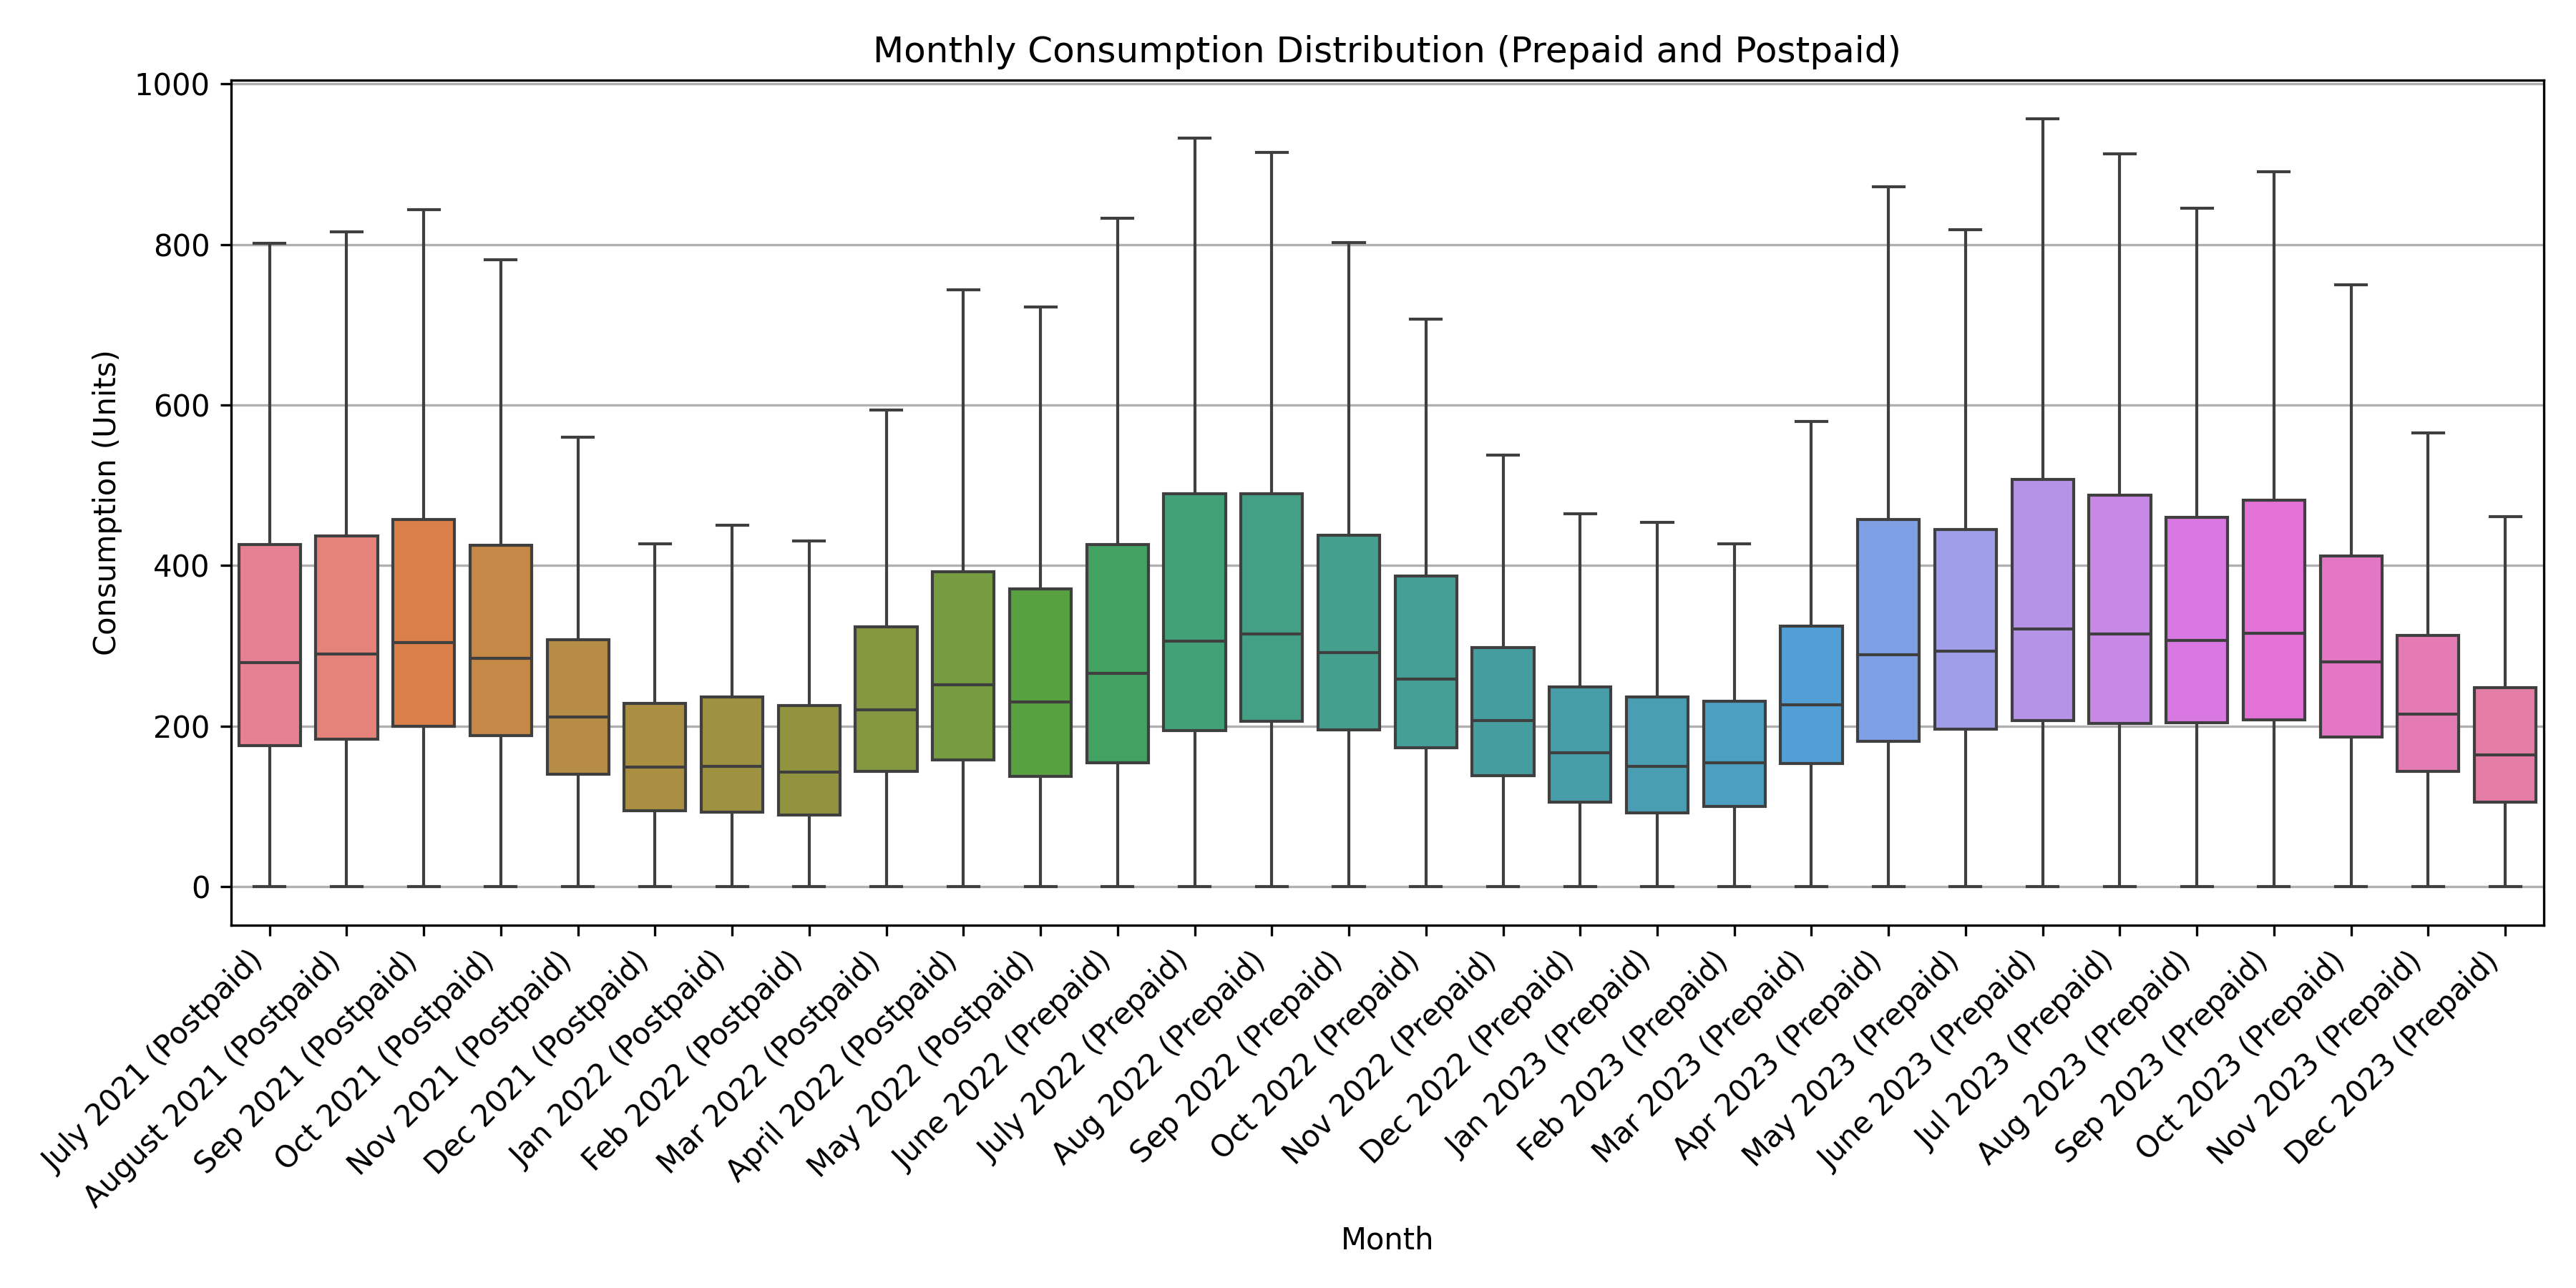 Monthly Consumption Distribution (Prepaid and Postpaid)
1000
800
600
400
200
0
Consumption (Units)
July 2021 (Postpaid)
August 2021 (Postpaid)
Sep 2021 (Postpaid)
Oct 2021 (Postpaid)
Nov 2021 (Postpaid)
Dec 2021 (Postpaid)
Jan 2022 (Postpaid)
Feb 2022 (Postpaid)
Mar 2022 (Postpaid)
April 2022 (Postpaid)
May 2022 (Postpaid)
June 2022 (Prepaid)
July 2022 (Prepaid)
Aug 2022 (Prepaid)
Sep 2022 (Prepaid)
Oct 2022 (Prepaid)
Nov 2022 (Prepaid)
Dec 2022 (Prepaid)
Jan 2023 (Prepaid)
Feb 2023 (Prepaid)
Mar 2023 (Prepaid)
Apr 2023 (Prepaid)
May 2023 (Prepaid)
June 2023 (Prepaid)
Jul 2023 (Prepaid)
Aug 2023 (Prepaid)
Sep 2023 (Prepaid)
Oct 2023 (Prepaid)
Nov 2023 (Prepaid)
Dec 2023 (Prepaid)
Month